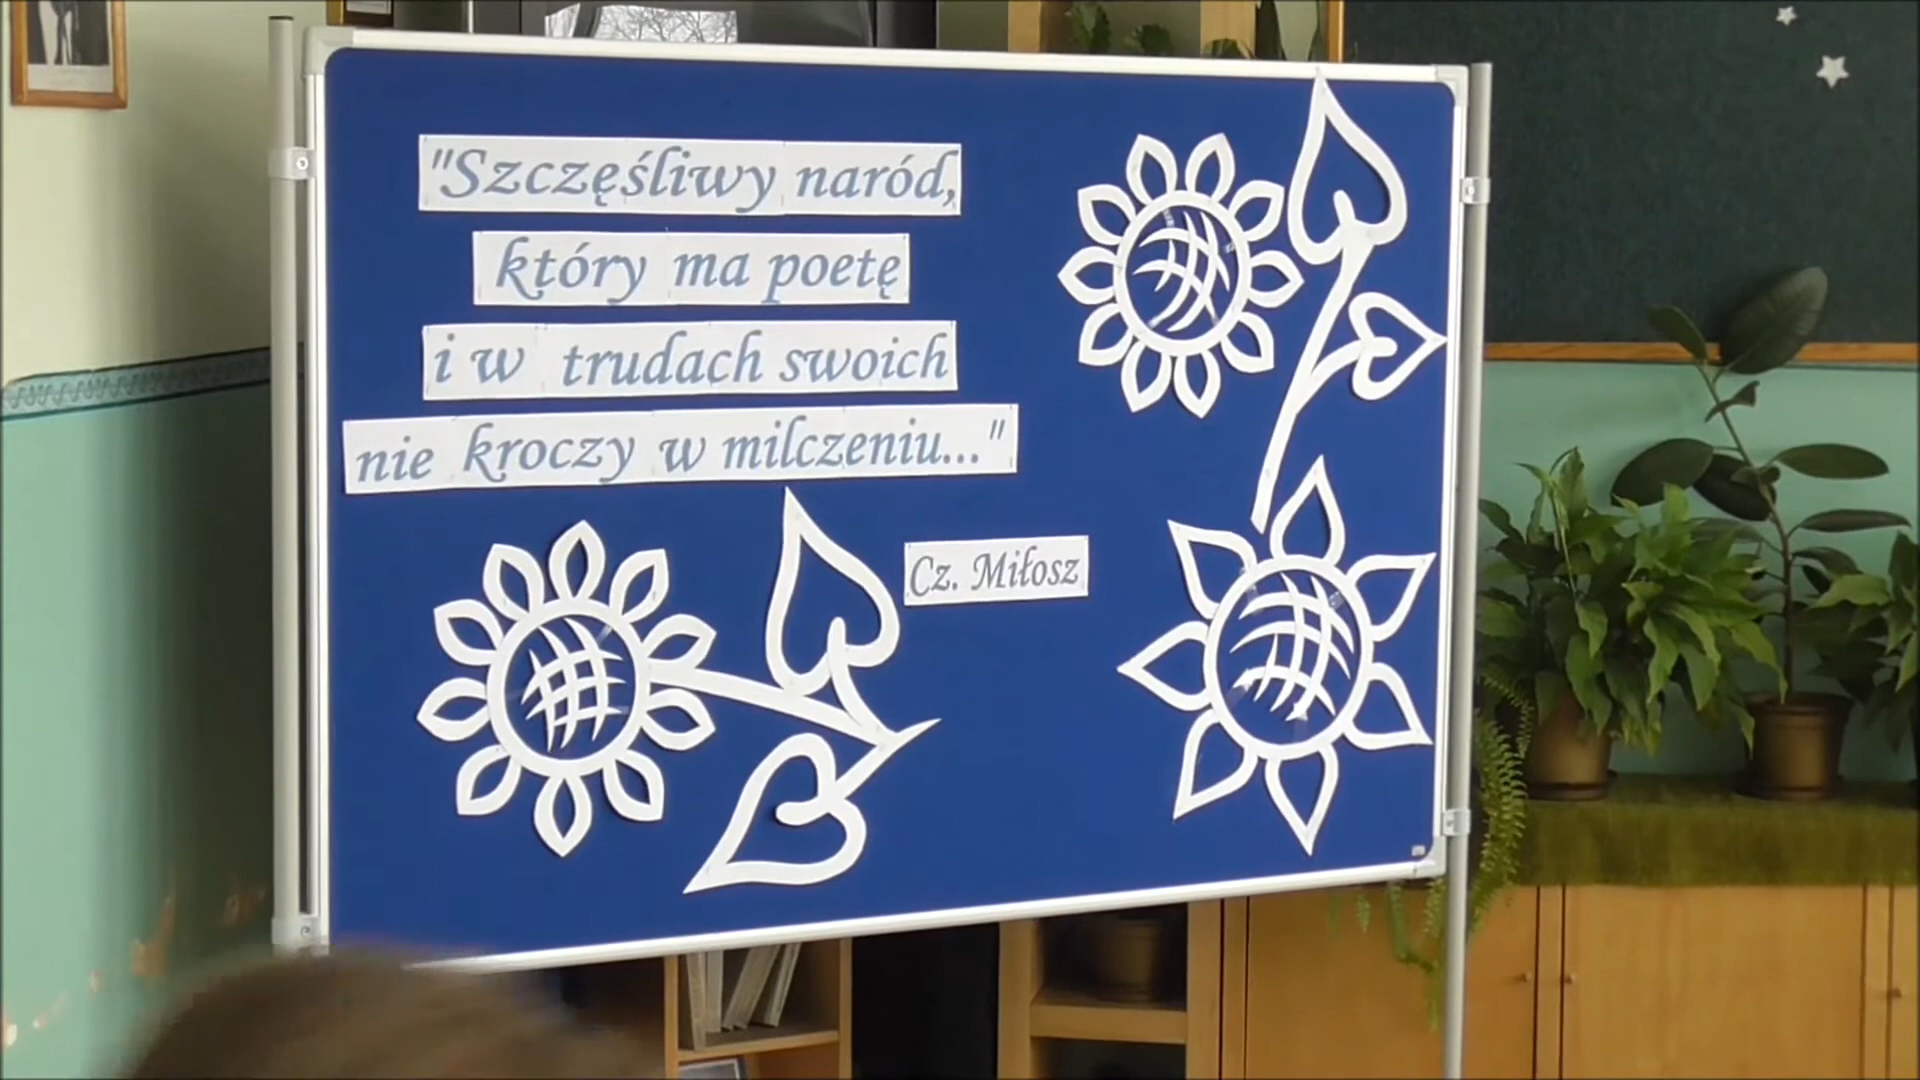 "Szczęśliwy naród,
który ma poetę
i w trudach swoich
nie kroczy w milczeniu..."
Cz. Miłosz